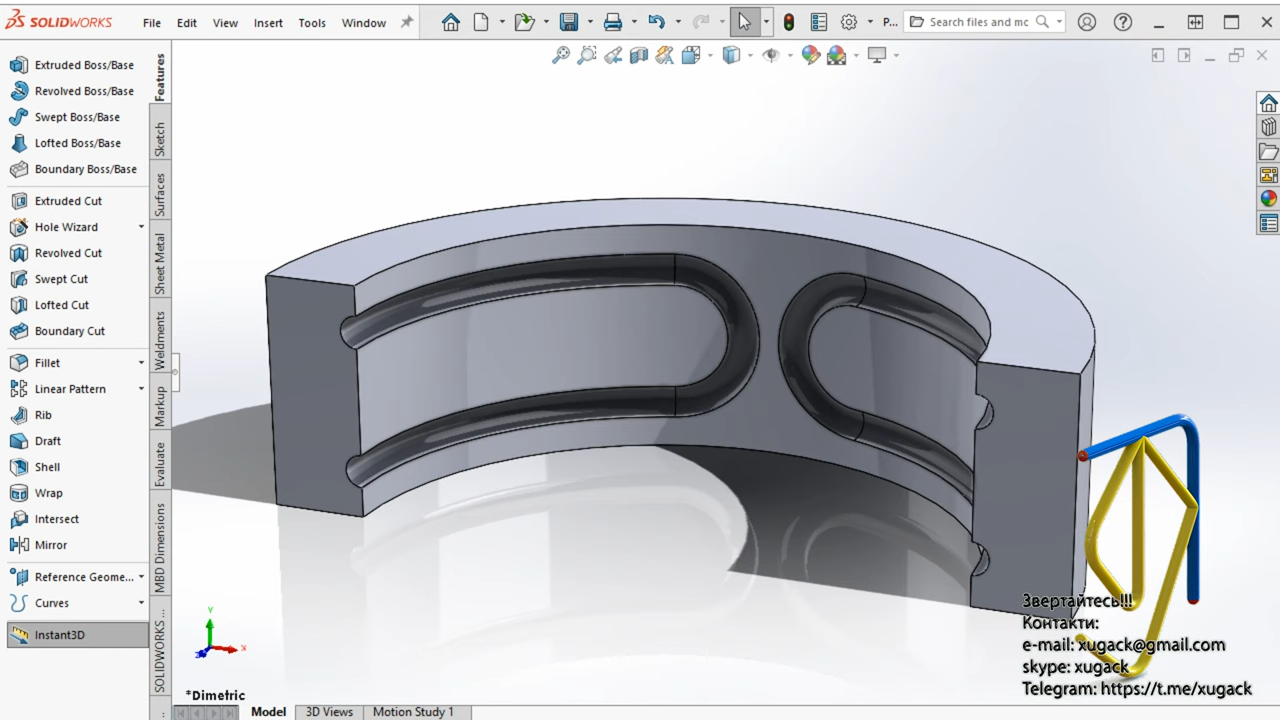 SOLIDWORKS File Edit View Insert Tools Window P... Search files and mc
Extruded Boss/Base
Revolved Boss/Base
Swept Boss/Base
Lofted Boss/Base
Boundary Boss/Base
Extruded Cut
Hole Wizard
Revolved Cut
Swept Cut
Lofted Cut
Boundary Cut
Fillet
Linear Pattern
Rib
Draft
Shell
Wrap
Intersect
Mirror
Reference Geome...
Curves
Instant3D
Features
Sketch
Surfaces
Sheet Metal
Weldments
Markup
Evaluate
MBD Dimensions
SOLIDWORKS ...
Y
X
Z
*Dimetric
Model 3D Views Motion Study 1
Звертайтесь!!!
Контакти:
e-mail: xugack@gmail.com
skype: xugack
Telegram: https://t.me/xugack